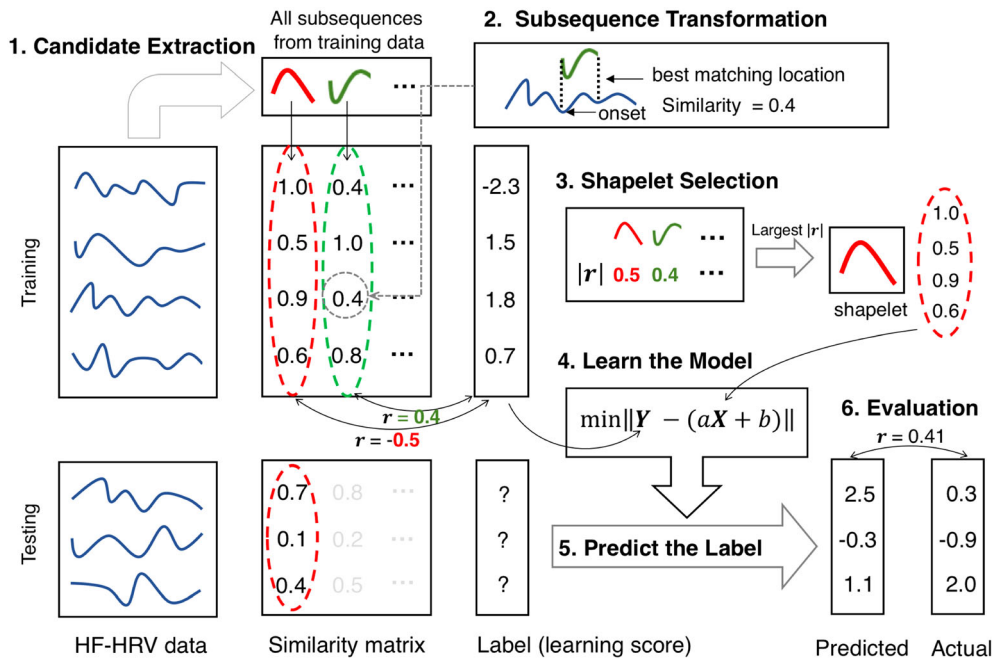 1. Candidate Extraction
All subsequences
from training data
...
2. Subsequence Transformation
best matching location
onset
Similarity = 0.4
Training
1.0 0.4 ...
0.5 1.0
0.9 0.4 ...
0.6 0.8 ...
-2.3
1.5
1.8
0.7
r = 0.4
r = -0.5
3. Shapelet Selection
...
|r| 0.5 0.4 ...
Largest |r|
shapelet
1.0
0.5
0.9
0.6
4. Learn the Model
min‖Y − (aX + b)‖
5. Predict the Label
6. Evaluation
r = 0.41
2.5 0.3
-0.3 -0.9
1.1 2.0
Predicted Actual
Testing
0.7 0.8 ...
0.1 0.2 ...
0.4 0.5 ...
?
?
?
HF-HRV data
Similarity matrix
Label (learning score)